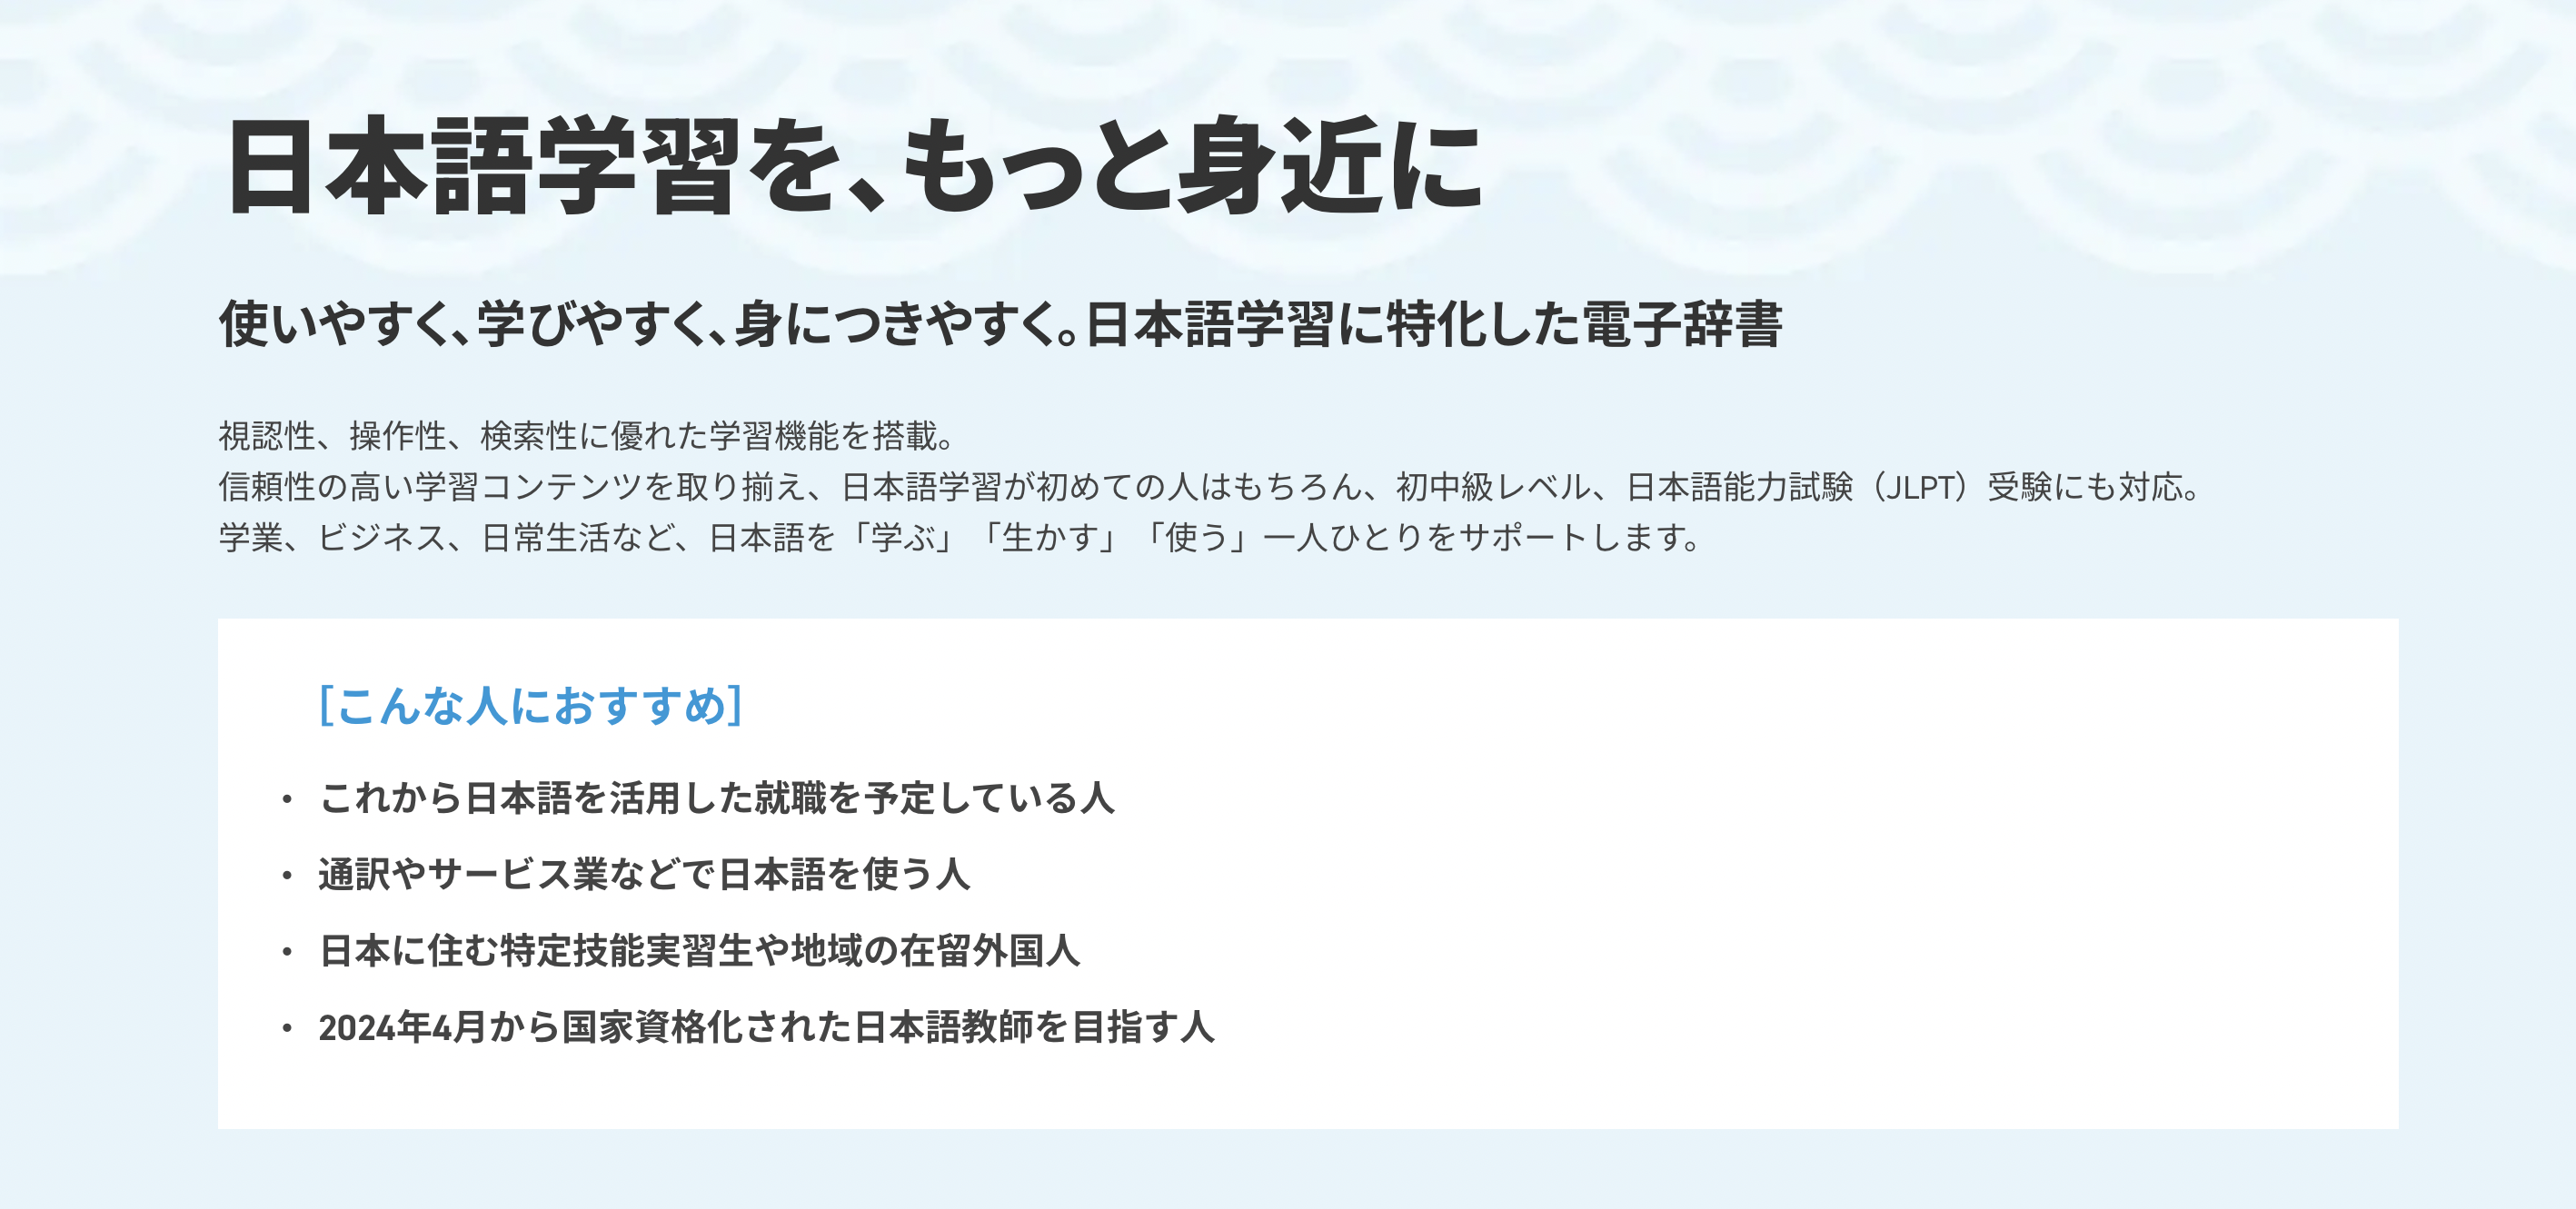 日本語学習を、もっと身近に
使いやすく、学びやすく、身につきやすく。日本語学習に特化した電子辞書
視認性、操作性、検索性に優れた学習機能を搭載。
信頼性の高い学習コンテンツを取り揃え、日本語学習が初めての人はもちろん、初中級レベル、日本語能力試験（JLPT）受験にも対応。
学業、ビジネス、日常生活など、日本語を「学ぶ」「生かす」「使う」一人ひとりをサポートします。
［こんな人におすすめ］
・ これから日本語を活用した就職を予定している人
・ 通訳やサービス業などで日本語を使う人
・ 日本に住む特定技能実習生や地域の在留外国人
・ 2024年4月から国家資格化された日本語教師を目指す人